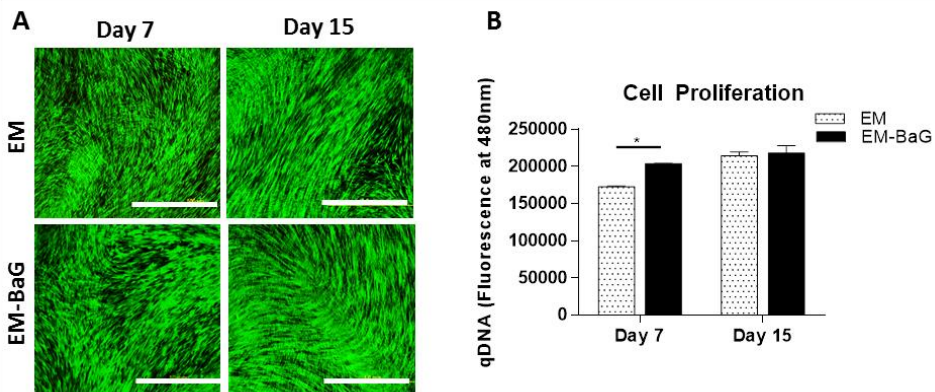 A
Day 7
Day 15
EM
EM-BaG
B
Cell Proliferation
EM
EM-BaG
qDNA (Fluorescence at 480nm)
250000
200000
150000
100000
50000
0
*
Day 7
Day 15